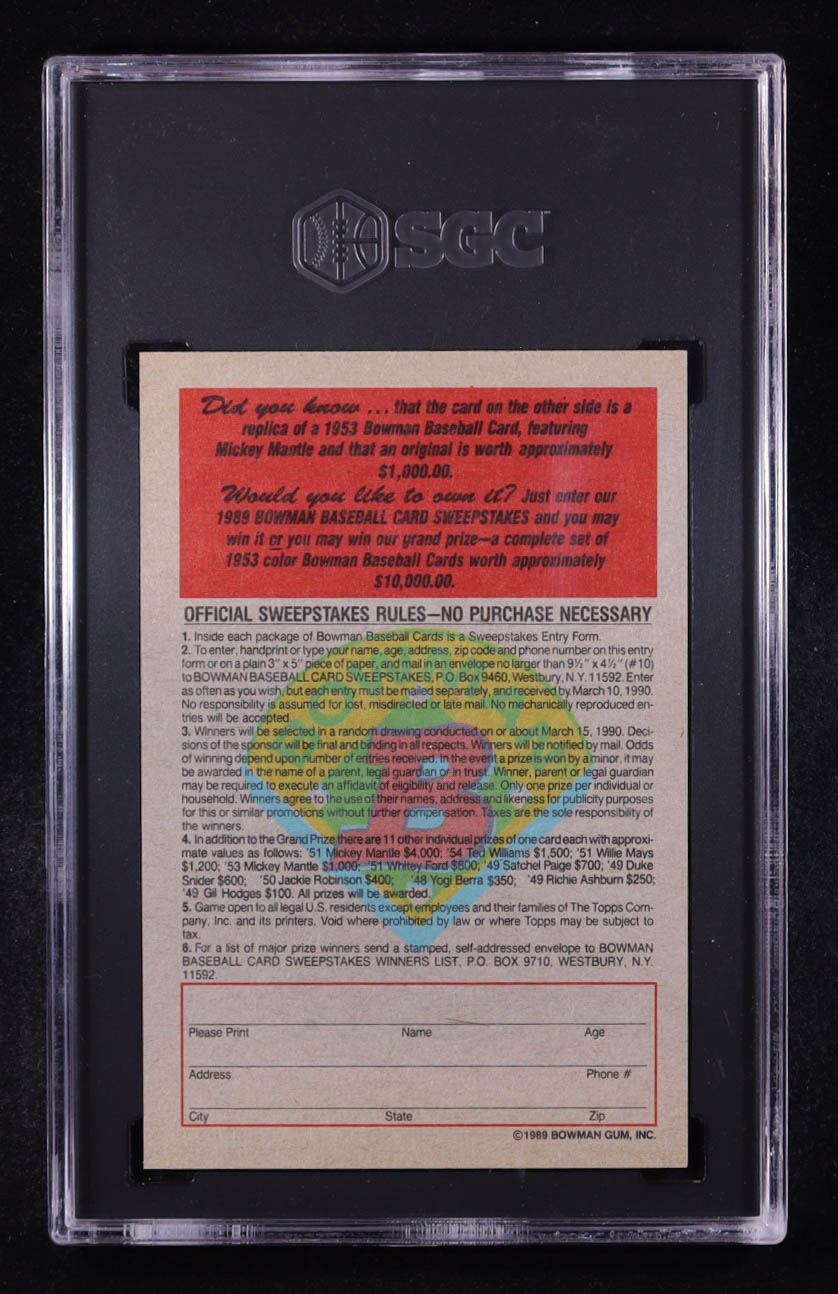 SGC
Did you know ... that the card on the other side is a
replica of a 1953 Bowman Baseball Card, featuring
Mickey Mantle and that an original is worth approximately
$1,000.00.
Would you like to own it? Just enter our
1989 BOWMAN BASEBALL CARD SWEEPSTAKES and you may
win it or you may win our grand prize—a complete set of
1953 color Bowman Baseball Cards worth approximately
$10,000.00.
OFFICIAL SWEEPSTAKES RULES—NO PURCHASE NECESSARY
1. Inside each package of Bowman Baseball Cards is a Sweepstakes Entry Form.
2. To enter, handprint or type your name, age, address, zip code and phone number on this entry
form or on a plain 3" x 5" piece of paper, and mail in an envelope no larger than 9½" x 4½" (#10)
to BOWMAN BASEBALL CARD SWEEPSTAKES, P.O. Box 9460, Westbury, N.Y. 11592. Enter
as often as you wish, but each entry must be mailed separately, and received by March 10, 1990.
No responsibility is assumed for lost, misdirected or late mail. No mechanically reproduced en-
tries will be accepted.
3. Winners will be selected in a random drawing conducted on or about March 15, 1990. Deci-
sions of the sponsor will be final and binding in all respects. Winners will be notified by mail. Odds
of winning depend upon number of entries received. In the event a prize is won by a minor, it may
be awarded in the name of a parent, legal guardian or in trust. Winner, parent or legal guardian
may be required to execute an affidavit of eligibility and release. Only one prize per individual or
household. Winners agree to the use of their names, address and likeness for publicity purposes
for this or similar promotions without further compensation. Taxes are the sole responsibility of
the winners.
4. In addition to the Grand Prize there are 11 other individual prizes of one card each with approxi-
mate values as follows: '51 Mickey Mantle $4,000; '54 Ted Williams $1,500; '51 Willie Mays
$1,200; '53 Mickey Mantle $1,000; '51 Whitey Ford $800; '49 Satchel Paige $700; '49 Duke
Snider $600; '50 Jackie Robinson $400; '48 Yogi Berra $350; '49 Richie Ashburn $250;
'49 Gil Hodges $100. All prizes will be awarded.
5. Game open to all legal U.S. residents except employees and their families of The Topps Com-
pany, Inc. and its printers. Void where prohibited by law or where Topps may be subject to
tax.
6. For a list of major prize winners send a stamped, self-addressed envelope to BOWMAN
BASEBALL CARD SWEEPSTAKES WINNERS LIST, P.O. BOX 9710, WESTBURY, N.Y.
11592.
Please Print Name Age
Address Phone #
City State Zip
©1989 BOWMAN GUM, INC.